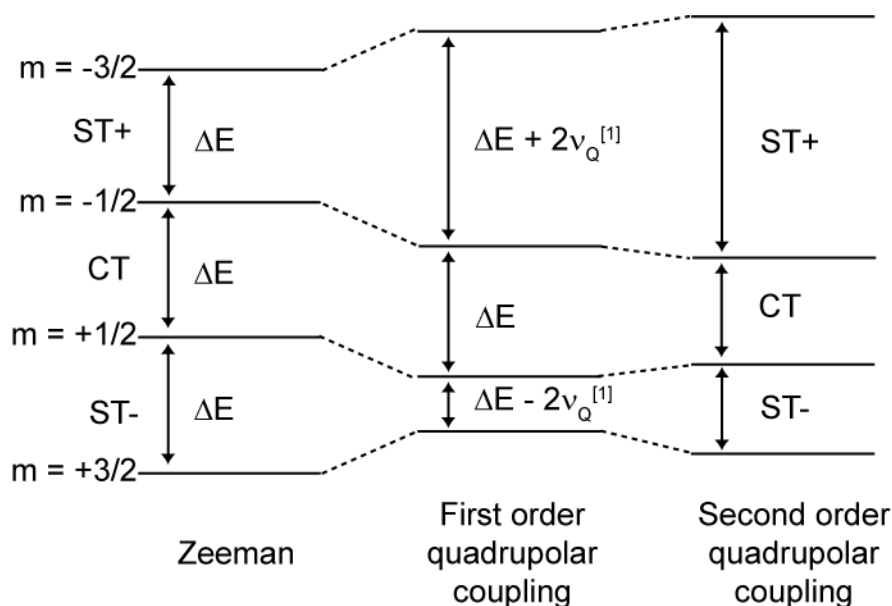 m = -3/2
ST+
ΔE
m = -1/2
CT
ΔE
m = +1/2
ST-
ΔE
m = +3/2
Zeeman
ΔE + 2ν_Q^[1]
ΔE
ΔE - 2ν_Q^[1]
First order
quadrupolar
coupling
ST+
CT
ST-
Second order
quadrupolar
coupling